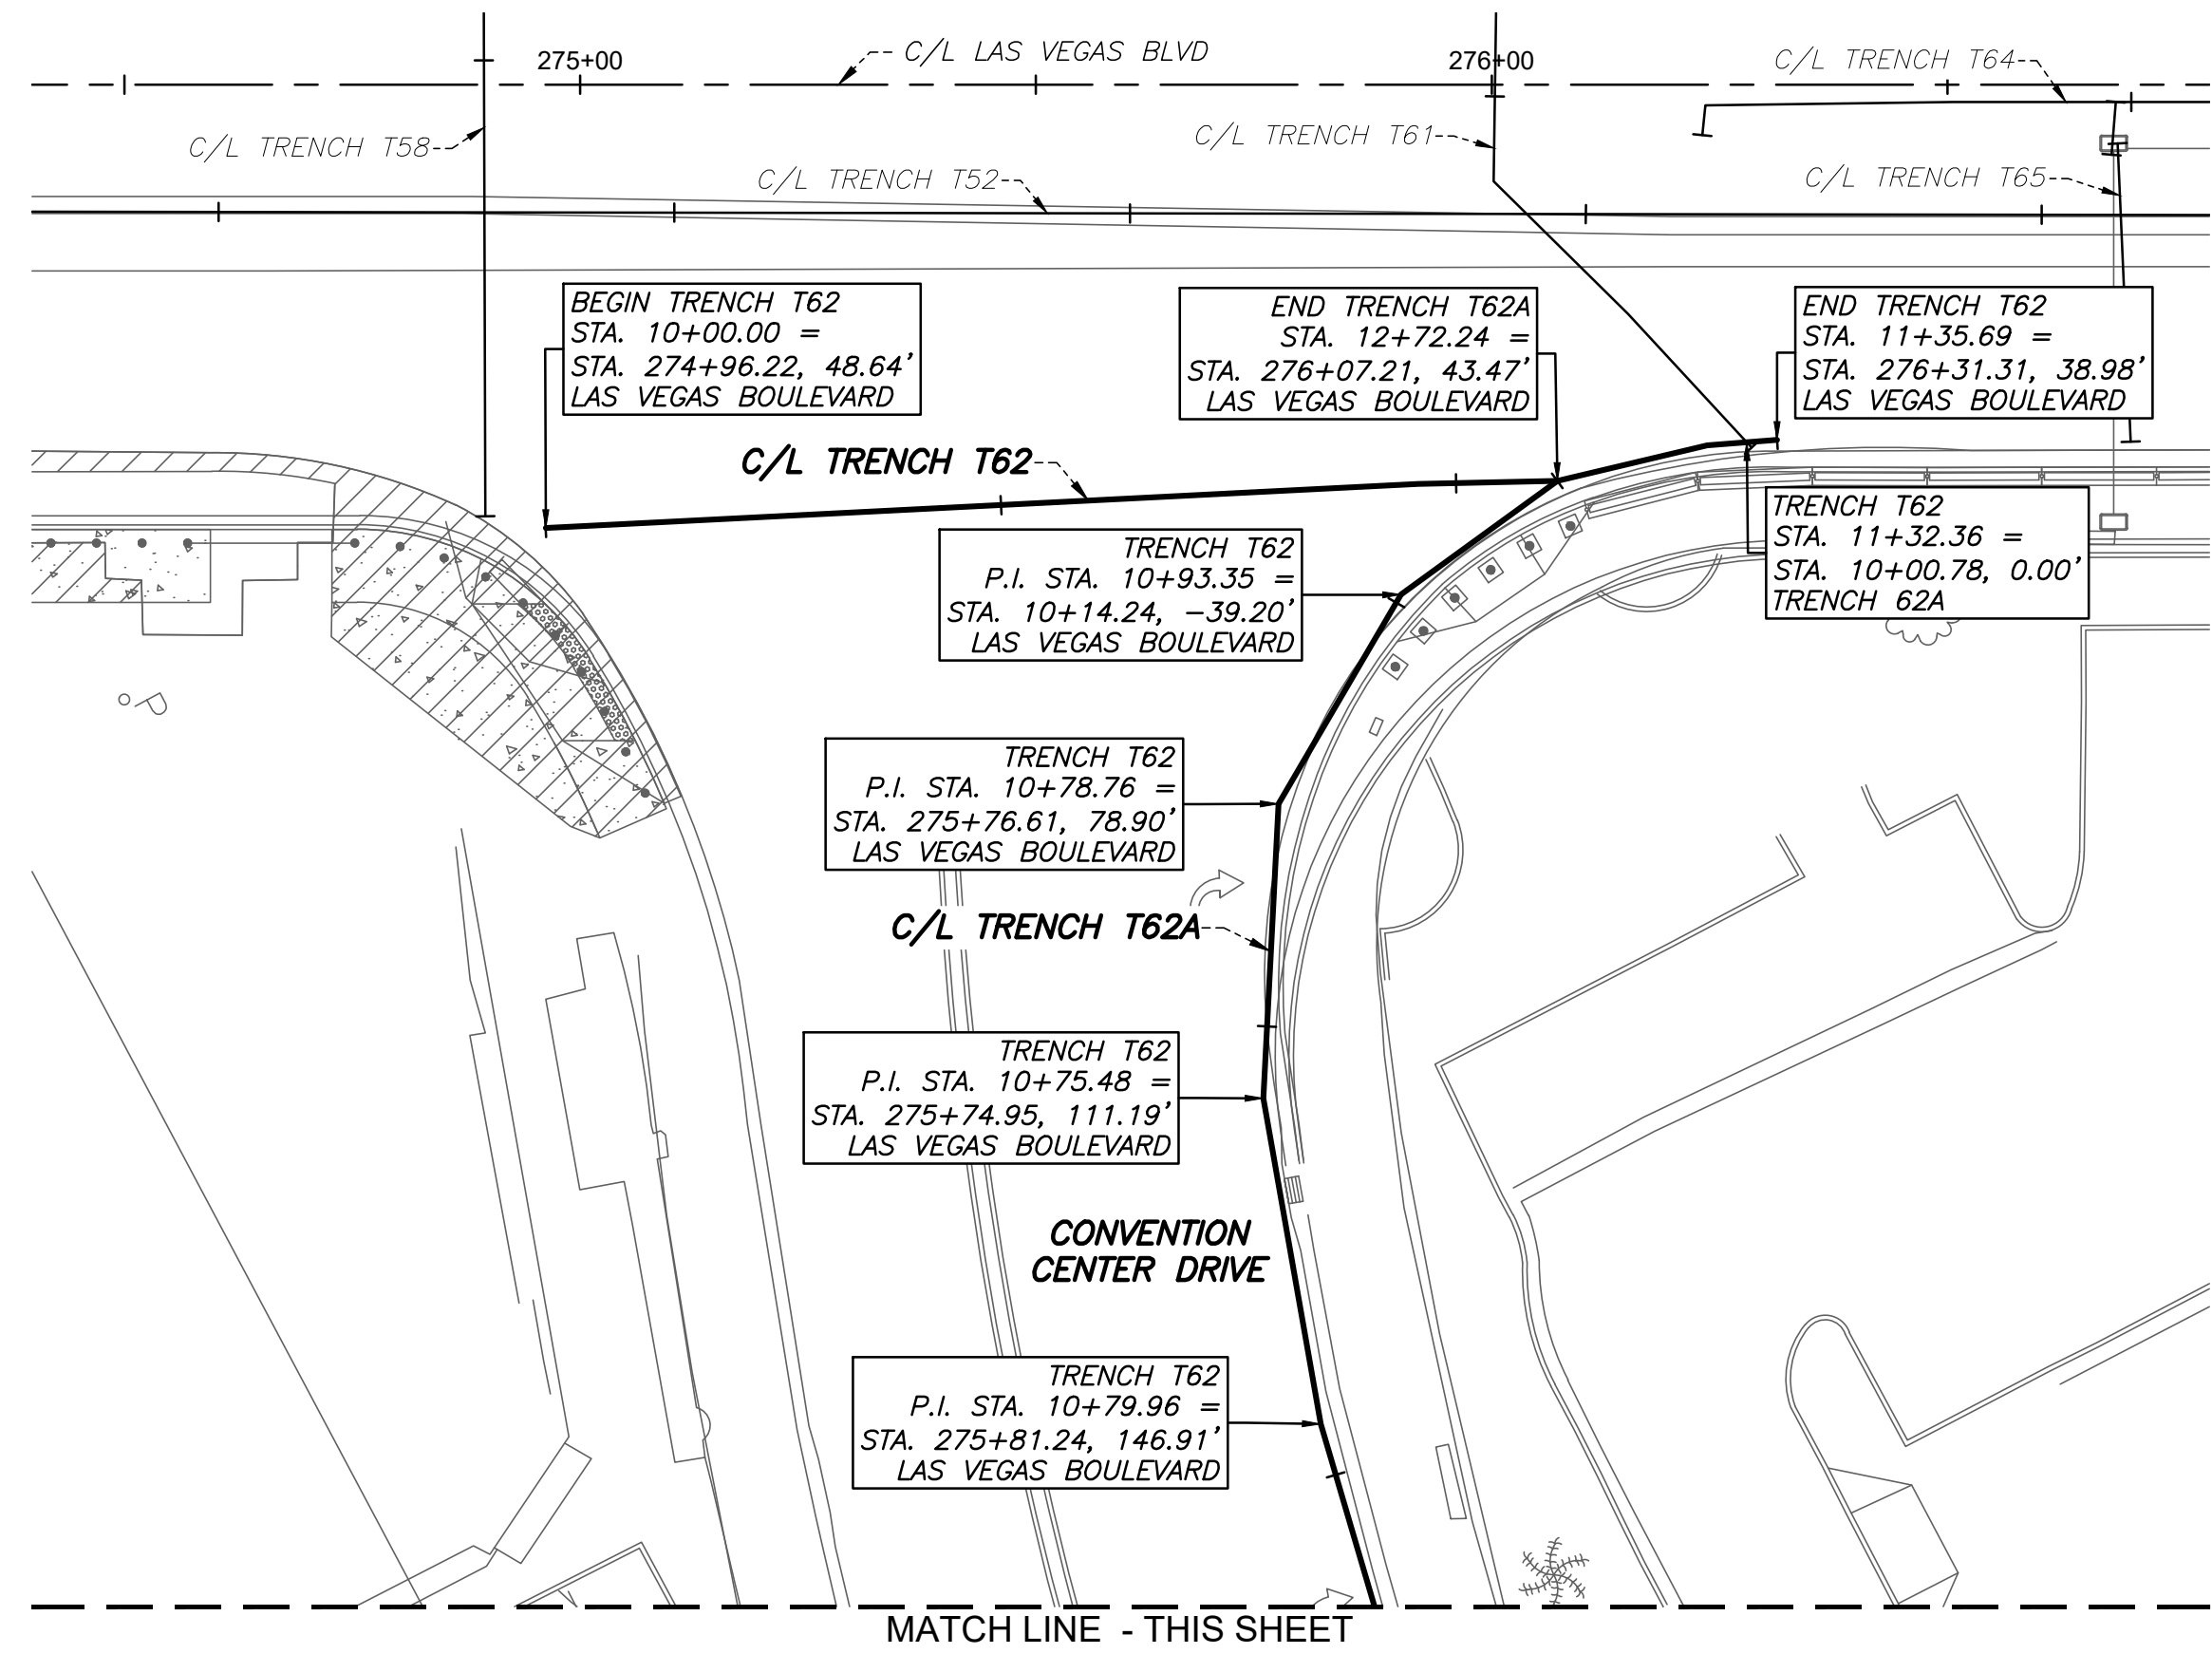 275+00
C/L LAS VEGAS BLVD
276+00
C/L TRENCH T64
C/L TRENCH T58
C/L TRENCH T52
C/L TRENCH T61
C/L TRENCH T65
BEGIN TRENCH T62
STA. 10+00.00 =
STA. 274+96.22, 48.64'
LAS VEGAS BOULEVARD
END TRENCH T62A
STA. 12+72.24 =
STA. 276+07.21, 43.47'
LAS VEGAS BOULEVARD
END TRENCH T62
STA. 11+35.69 =
STA. 276+31.31, 38.98'
LAS VEGAS BOULEVARD
C/L TRENCH T62
TRENCH T62
STA. 11+32.36 =
STA. 10+00.78, 0.00'
TRENCH 62A
TRENCH T62
P.I. STA. 10+93.35 =
STA. 10+14.24, -39.20'
LAS VEGAS BOULEVARD
TRENCH T62
P.I. STA. 10+78.76 =
STA. 275+76.61, 78.90'
LAS VEGAS BOULEVARD
C/L TRENCH T62A
TRENCH T62
P.I. STA. 10+75.48 =
STA. 275+74.95, 111.19'
LAS VEGAS BOULEVARD
CONVENTION
CENTER DRIVE
TRENCH T62
P.I. STA. 10+79.96 =
STA. 275+81.24, 146.91'
LAS VEGAS BOULEVARD
MATCH LINE - THIS SHEET